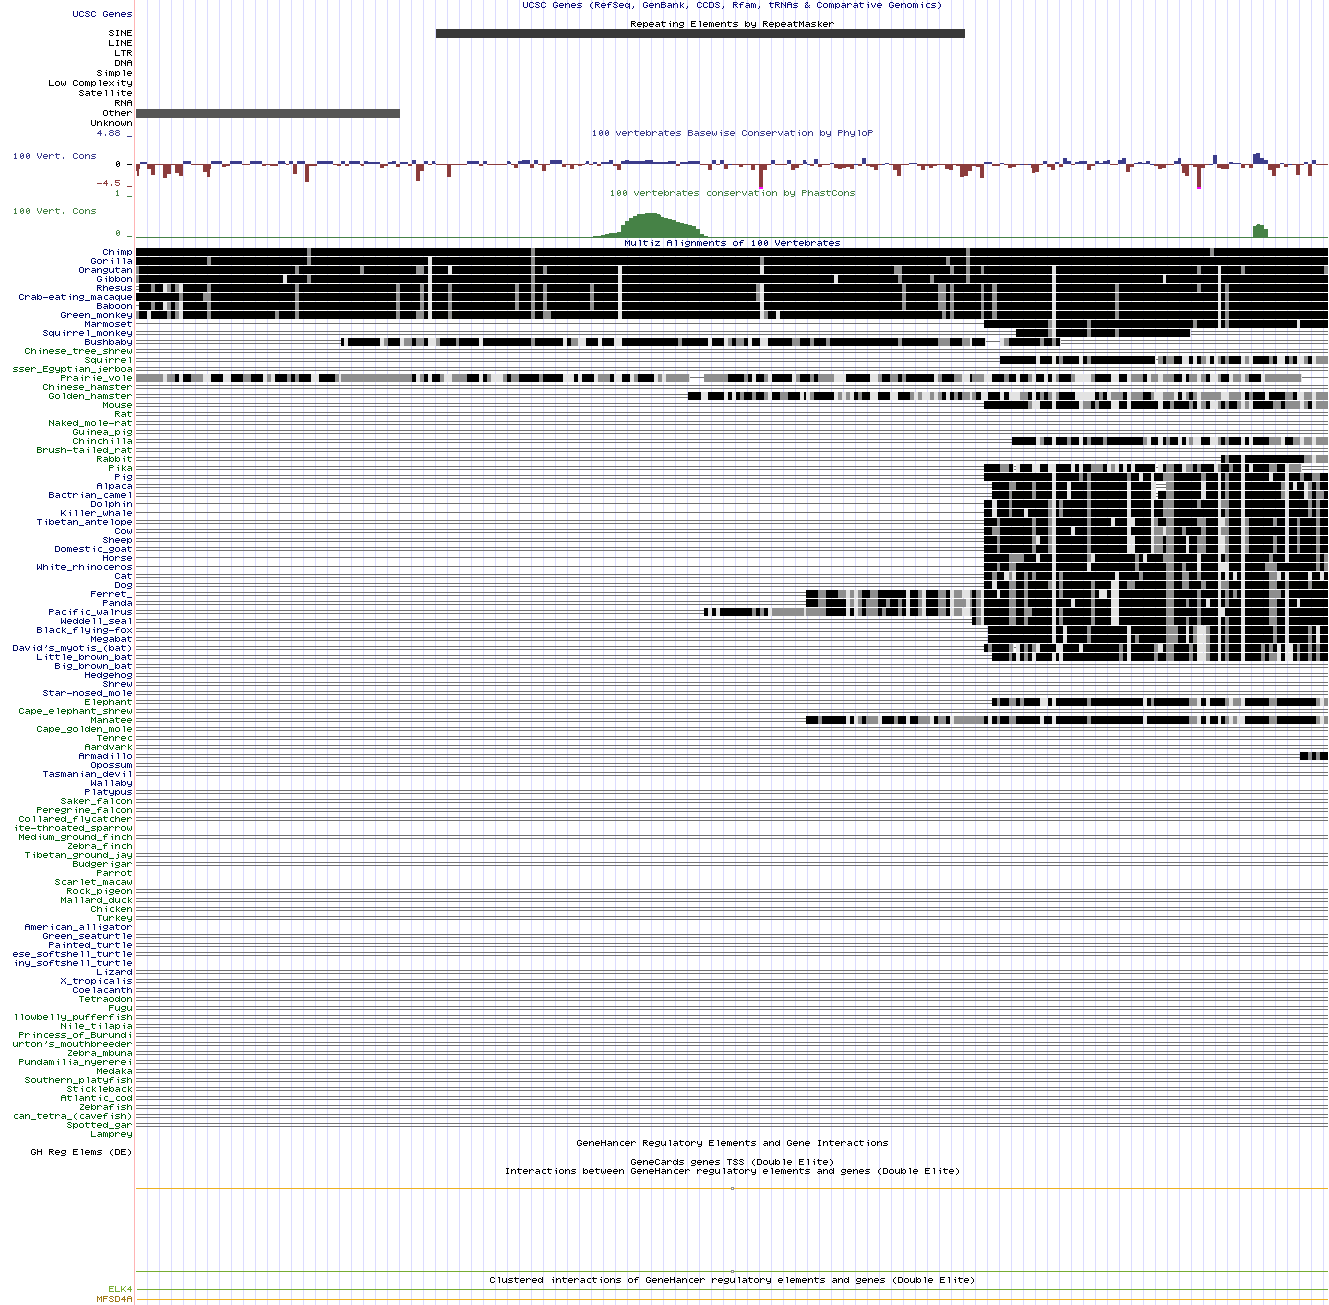 UCSC Genes (RefSeq, GenBank, CCDS, Rfam, tRNAs & Comparative Genomics)
UCSC Genes
Repeating Elements by RepeatMasker
SINE
LINE
LTR
DNA
Simple
Low Complexity
Satellite
RNA
Other
Unknown
100 vertebrates Basewise Conservation by PhyloP
4.88 _
100 Vert. Cons
0 _
-4.5 _
100 vertebrates conservation by PhastCons
1 _
100 Vert. Cons
0 _
Multiz Alignments of 100 Vertebrates
Chimp
Gorilla
Orangutan
Gibbon
Rhesus
Crab-eating_macaque
Baboon
Green_monkey
Marmoset
Squirrel_monkey
Bushbaby
Chinese_tree_shrew
Squirrel
sser_Egyptian_jerboa
Prairie_vole
Chinese_hamster
Golden_hamster
Mouse
Rat
Naked_mole-rat
Guinea_pig
Chinchilla
Brush-tailed_rat
Rabbit
Pika
Pig
Alpaca
Bactrian_camel
Dolphin
Killer_whale
Tibetan_antelope
Cow
Sheep
Domestic_goat
Horse
White_rhinoceros
Cat
Dog
Ferret_
Panda
Pacific_walrus
Weddell_seal
Black_flying-fox
Megabat
David's_myotis_(bat)
Little_brown_bat
Big_brown_bat
Hedgehog
Shrew
Star-nosed_mole
Elephant
Cape_elephant_shrew
Manatee
Cape_golden_mole
Tenrec
Aardvark
Armadillo
Opossum
Tasmanian_devil
Wallaby
Platypus
Saker_falcon
Peregrine_falcon
Collared_flycatcher
ite-throated_sparrow
Medium_ground_finch
Zebra_finch
Tibetan_ground_jay
Budgerigar
Parrot
Scarlet_macaw
Rock_pigeon
Mallard_duck
Chicken
Turkey
American_alligator
Green_seaturtle
Painted_turtle
ese_softshell_turtle
iny_softshell_turtle
Lizard
X_tropicalis
Coelacanth
Tetraodon
Fugu
llowbelly_pufferfish
Nile_tilapia
Princess_of_Burundi
urton's_mouthbreeder
Zebra_mbuna
Pundamilia_nyererei
Medaka
Southern_platyfish
Stickleback
Atlantic_cod
Zebrafish
can_tetra_(cavefish)
Spotted_gar
Lamprey
GeneHancer Regulatory Elements and Gene Interactions
GH Reg Elems (DE)
GeneCards genes TSS (Double Elite)
Interactions between GeneHancer regulatory elements and genes (Double Elite)
Clustered interactions of GeneHancer regulatory elements and genes (Double Elite)
ELK4
MFSD4A